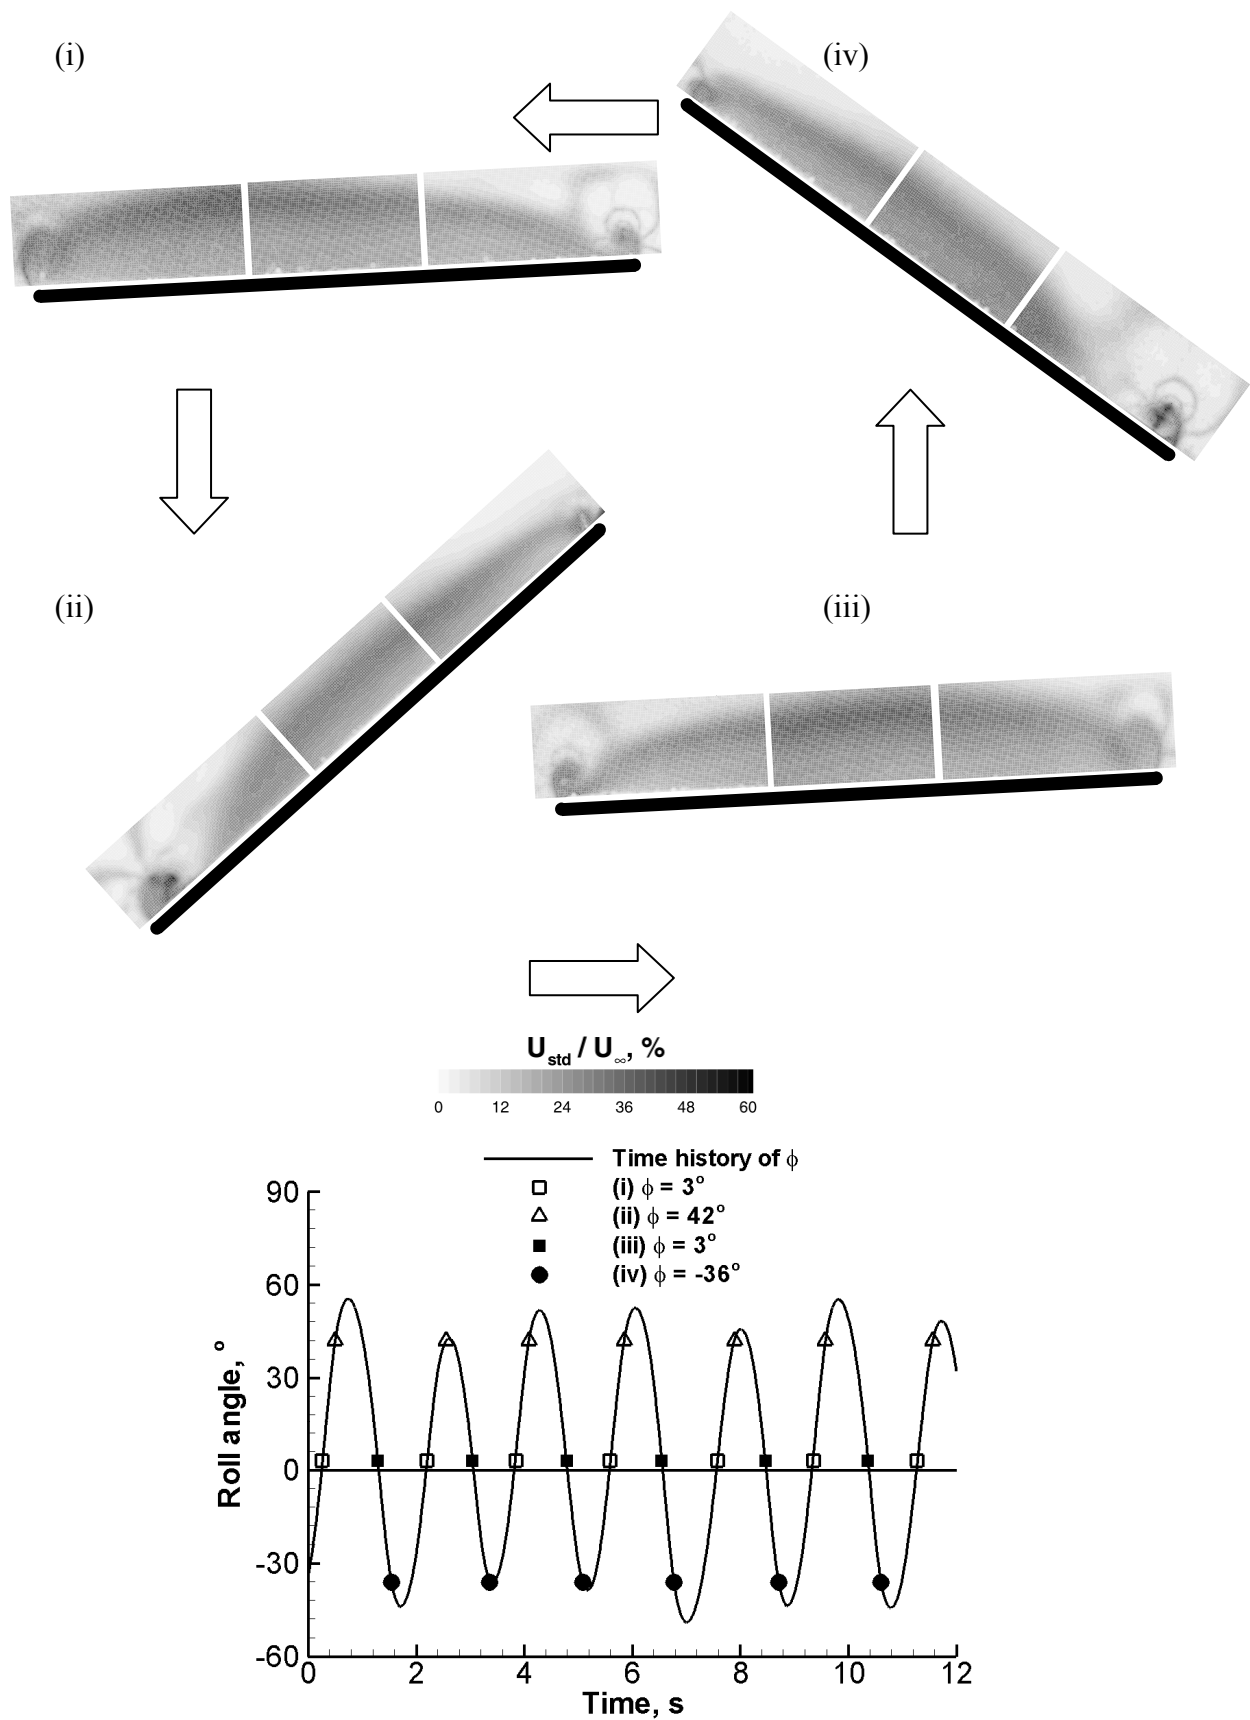 (i)
(iv)
(ii)
(iii)
U_std / U_∞, %
0 12 24 36 48 60
Time history of ϕ
(i) ϕ = 3°
(ii) ϕ = 42°
(iii) ϕ = 3°
(iv) ϕ = -36°
90
60
30
0
-30
-60
Roll angle, °
0 2 4 6 8 10 12
Time, s